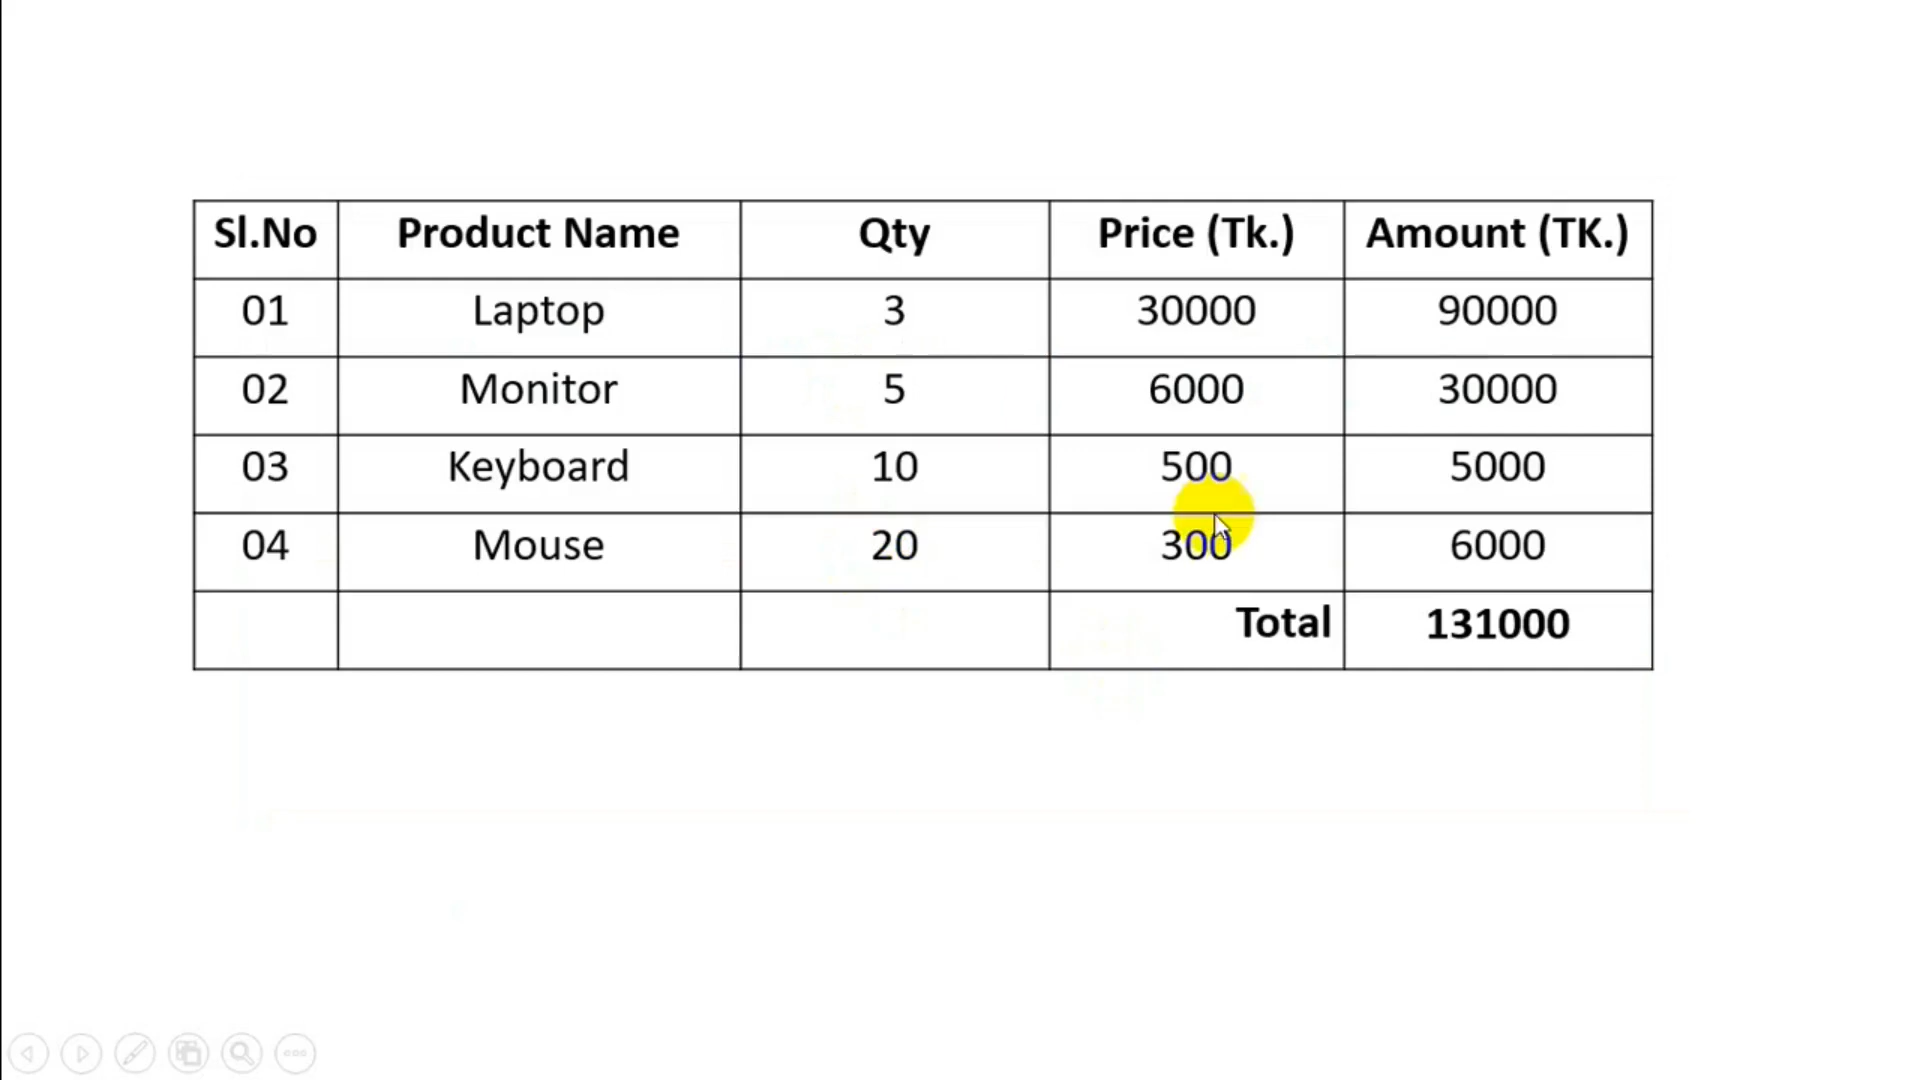 Sl.No Product Name Qty Price (Tk.) Amount (TK.)
01 Laptop 3 30000 90000
02 Monitor 5 6000 30000
03 Keyboard 10 500 5000
04 Mouse 20 300 6000
Total 131000